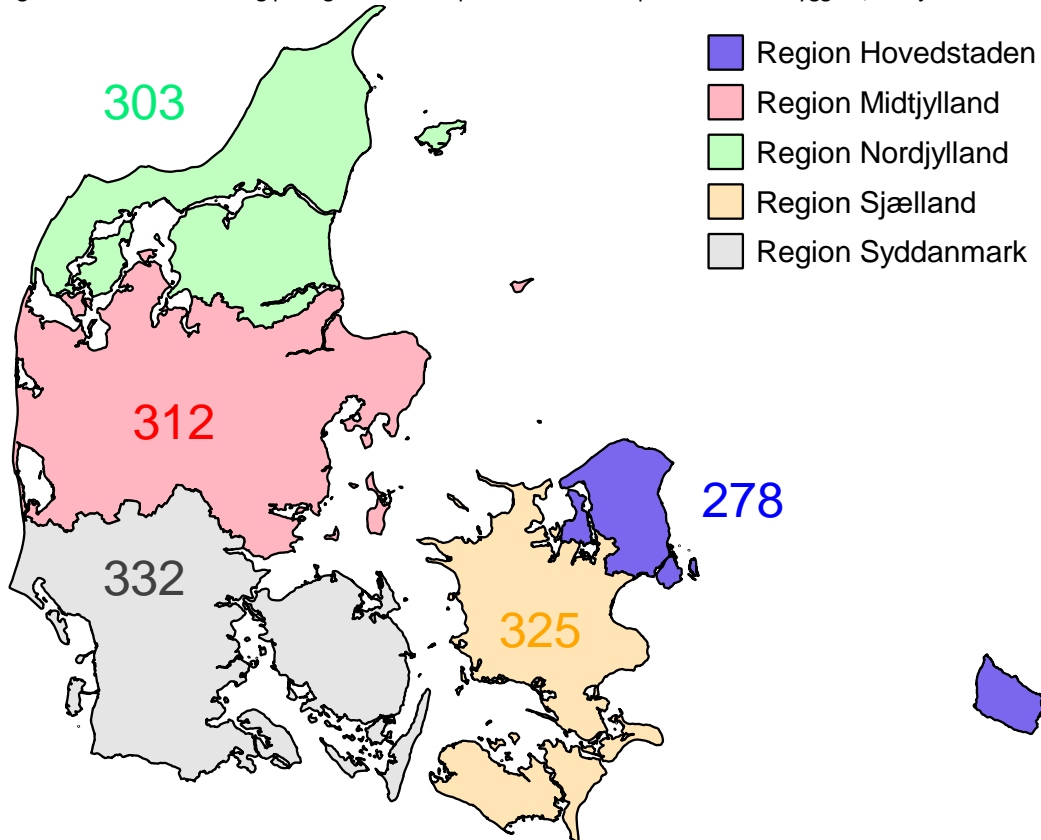 303
Region Hovedstaden
Region Midtjylland
Region Nordjylland
Region Sjælland
Region Syddanmark
312
278
332
325